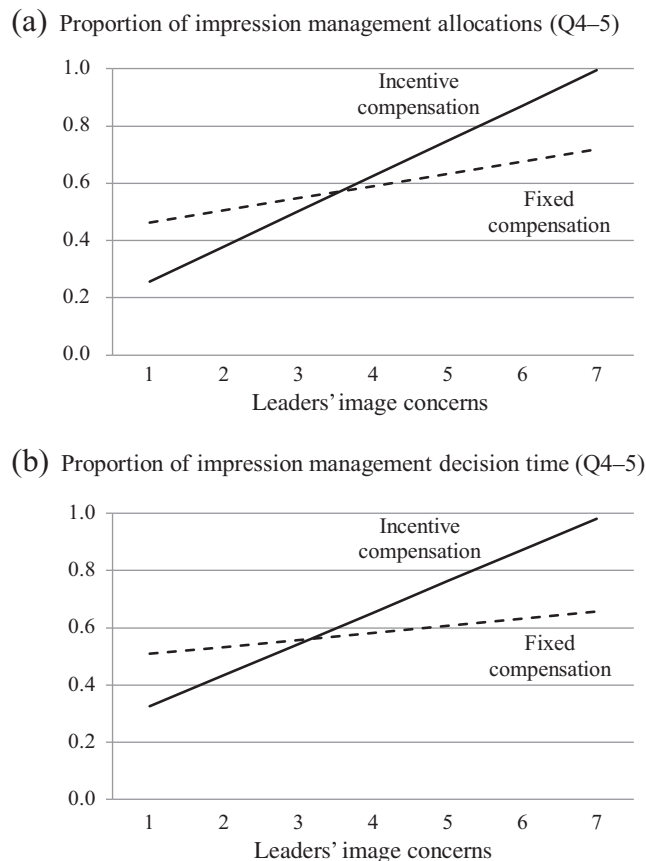 (a) Proportion of impression management allocations (Q4–5)
1.0
Incentive
compensation
0.8
0.6
Fixed
compensation
0.4
0.2
0.0
1 2 3 4 5 6 7
Leaders' image concerns
(b) Proportion of impression management decision time (Q4–5)
1.0
Incentive
compensation
0.8
0.6
Fixed
compensation
0.4
0.2
0.0
1 2 3 4 5 6 7
Leaders' image concerns